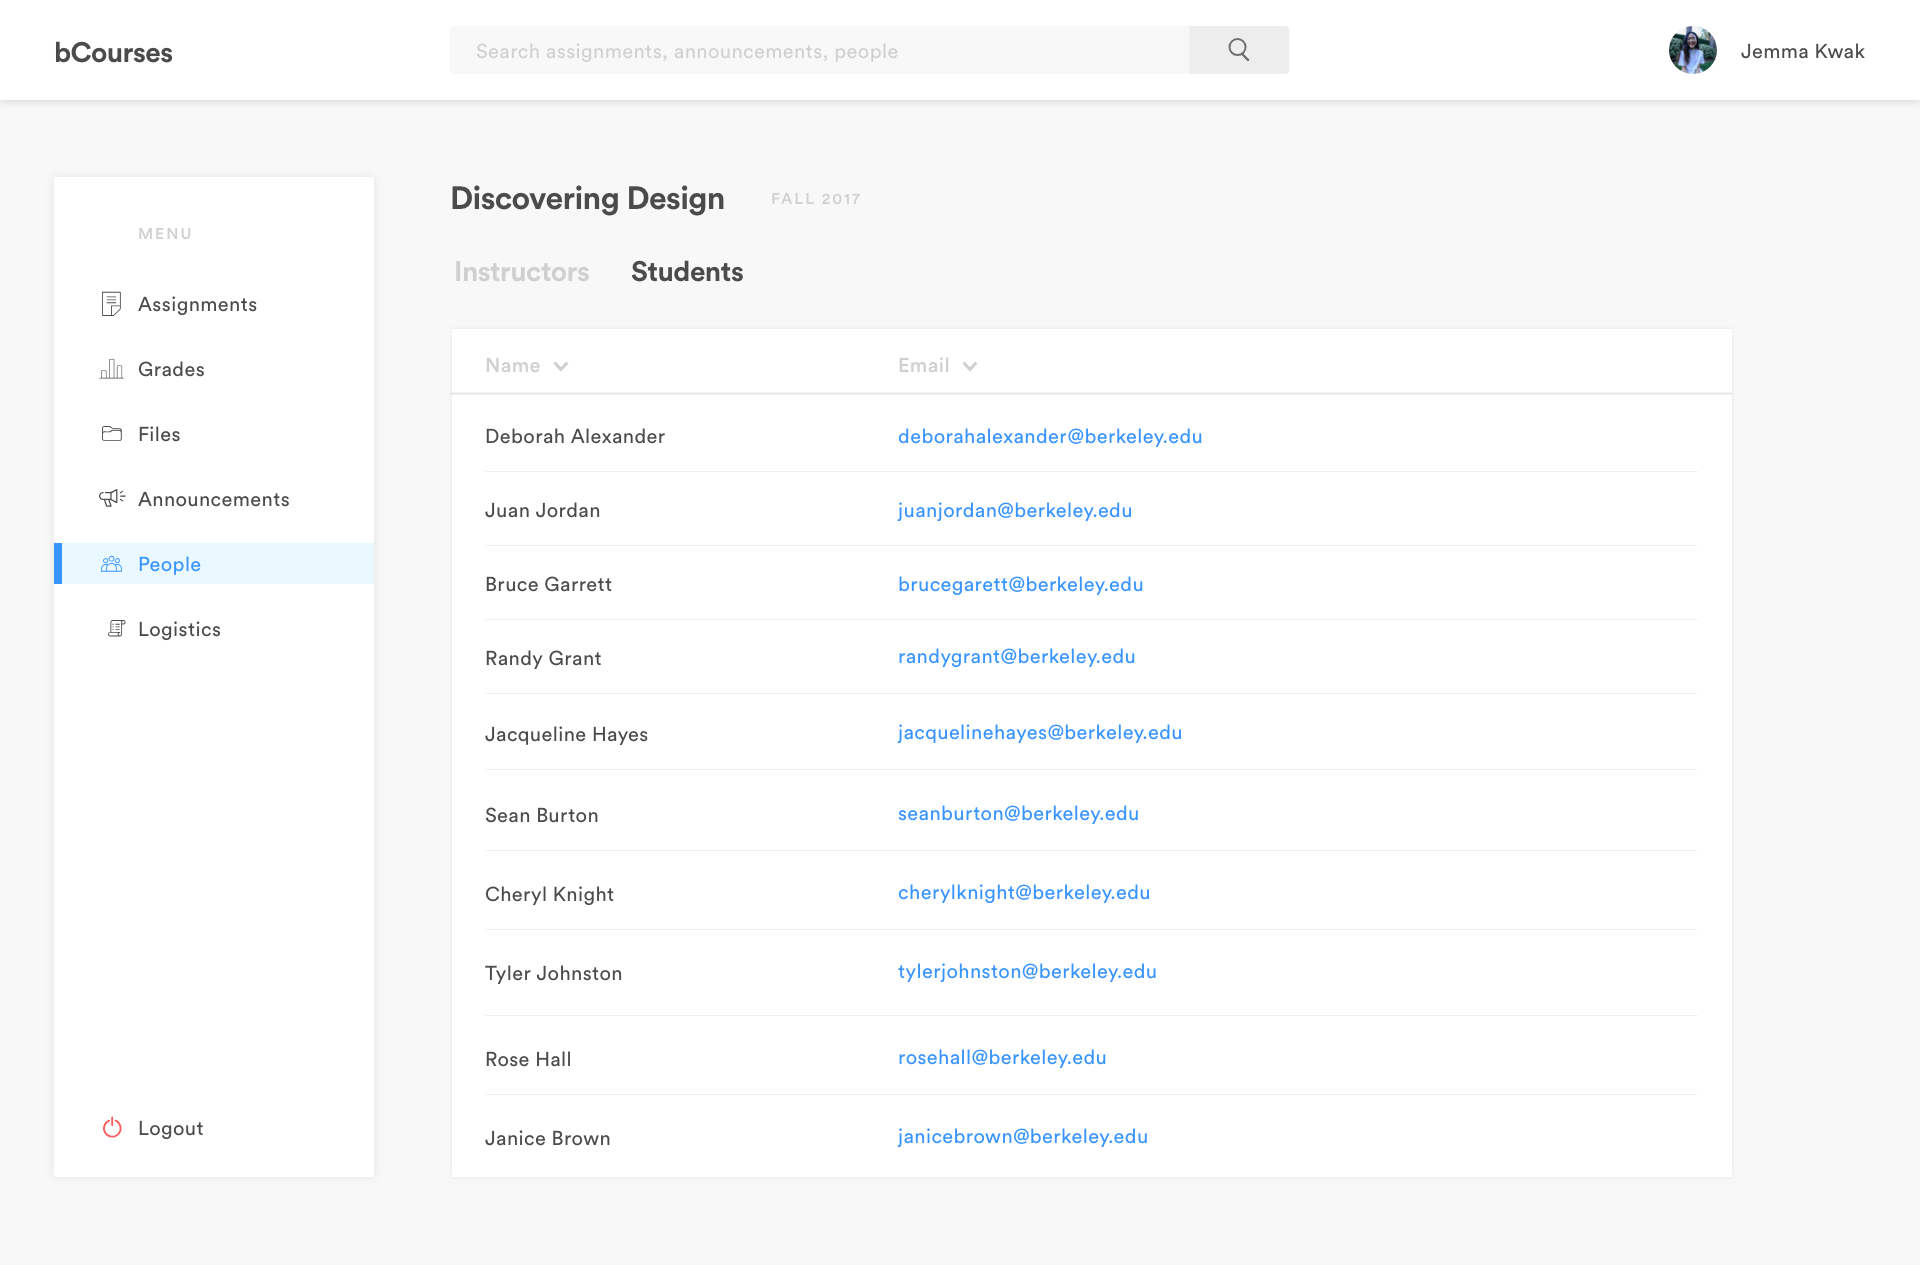 bCourses
Search assignments, announcements, people
Jemma Kwak
MENU
Assignments
Grades
Files
Announcements
People
Logistics
Logout
Discovering Design FALL 2017
Instructors Students
Name Email
Deborah Alexander deborahalexander@berkeley.edu
Juan Jordan juanjordan@berkeley.edu
Bruce Garrett brucegarett@berkeley.edu
Randy Grant randygrant@berkeley.edu
Jacqueline Hayes jacquelinehayes@berkeley.edu
Sean Burton seanburton@berkeley.edu
Cheryl Knight cherylknight@berkeley.edu
Tyler Johnston tylerjohnston@berkeley.edu
Rose Hall rosehall@berkeley.edu
Janice Brown janicebrown@berkeley.edu